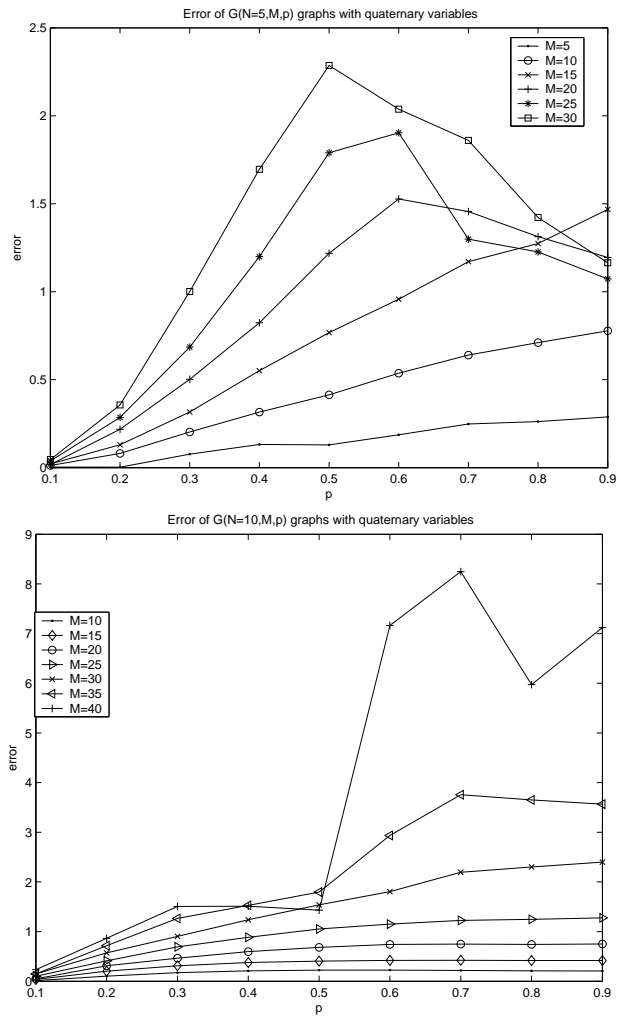 Error of G(N=5,M,p) graphs with quaternary variables
2.5
2
1.5
1
0.5
0
error
M=5
M=10
M=15
M=20
M=25
M=30
0.1 0.2 0.3 0.4 0.5 0.6 0.7 0.8 0.9
p
Error of G(N=10,M,p) graphs with quaternary variables
9
8
7
6
5
4
3
2
1
0
error
M=10
M=15
M=20
M=25
M=30
M=35
M=40
0.1 0.2 0.3 0.4 0.5 0.6 0.7 0.8 0.9
p